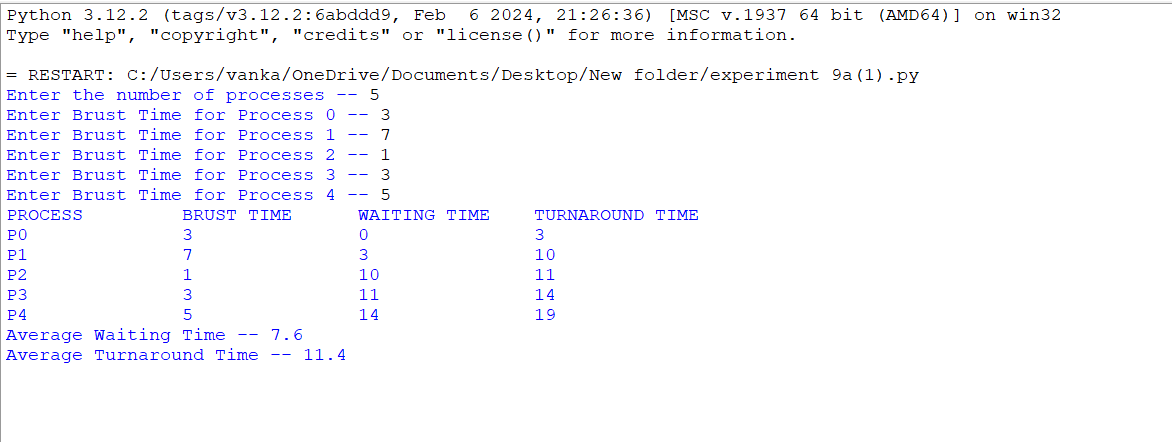 Python 3.12.2 (tags/v3.12.2:6abddd9, Feb  6 2024, 21:26:36) [MSC v.1937 64 bit (AMD64)] on win32
Type "help", "copyright", "credits" or "license()" for more information.
= RESTART: C:/Users/vanka/OneDrive/Documents/Desktop/New folder/experiment 9a(1).py
Enter the number of processes -- 5
Enter Brust Time for Process 0 -- 3
Enter Brust Time for Process 1 -- 7
Enter Brust Time for Process 2 -- 1
Enter Brust Time for Process 3 -- 3
Enter Brust Time for Process 4 -- 5
PROCESS         BRUST TIME      WAITING TIME    TURNAROUND TIME
P0              3               0               3
P1              7               3               10
P2              1               10              11
P3              3               11              14
P4              5               14              19
Average Waiting Time -- 7.6
Average Turnaround Time -- 11.4